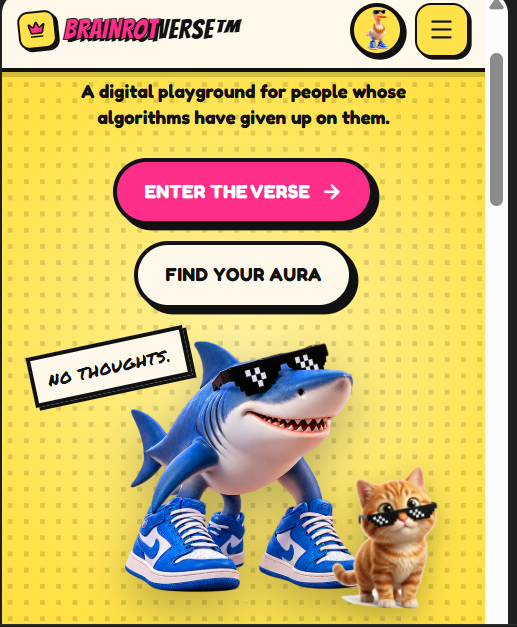 BRAINROTVERSE™
A digital playground for people whose
algorithms have given up on them.
ENTER THE VERSE →
FIND YOUR AURA
NO THOUGHTS.